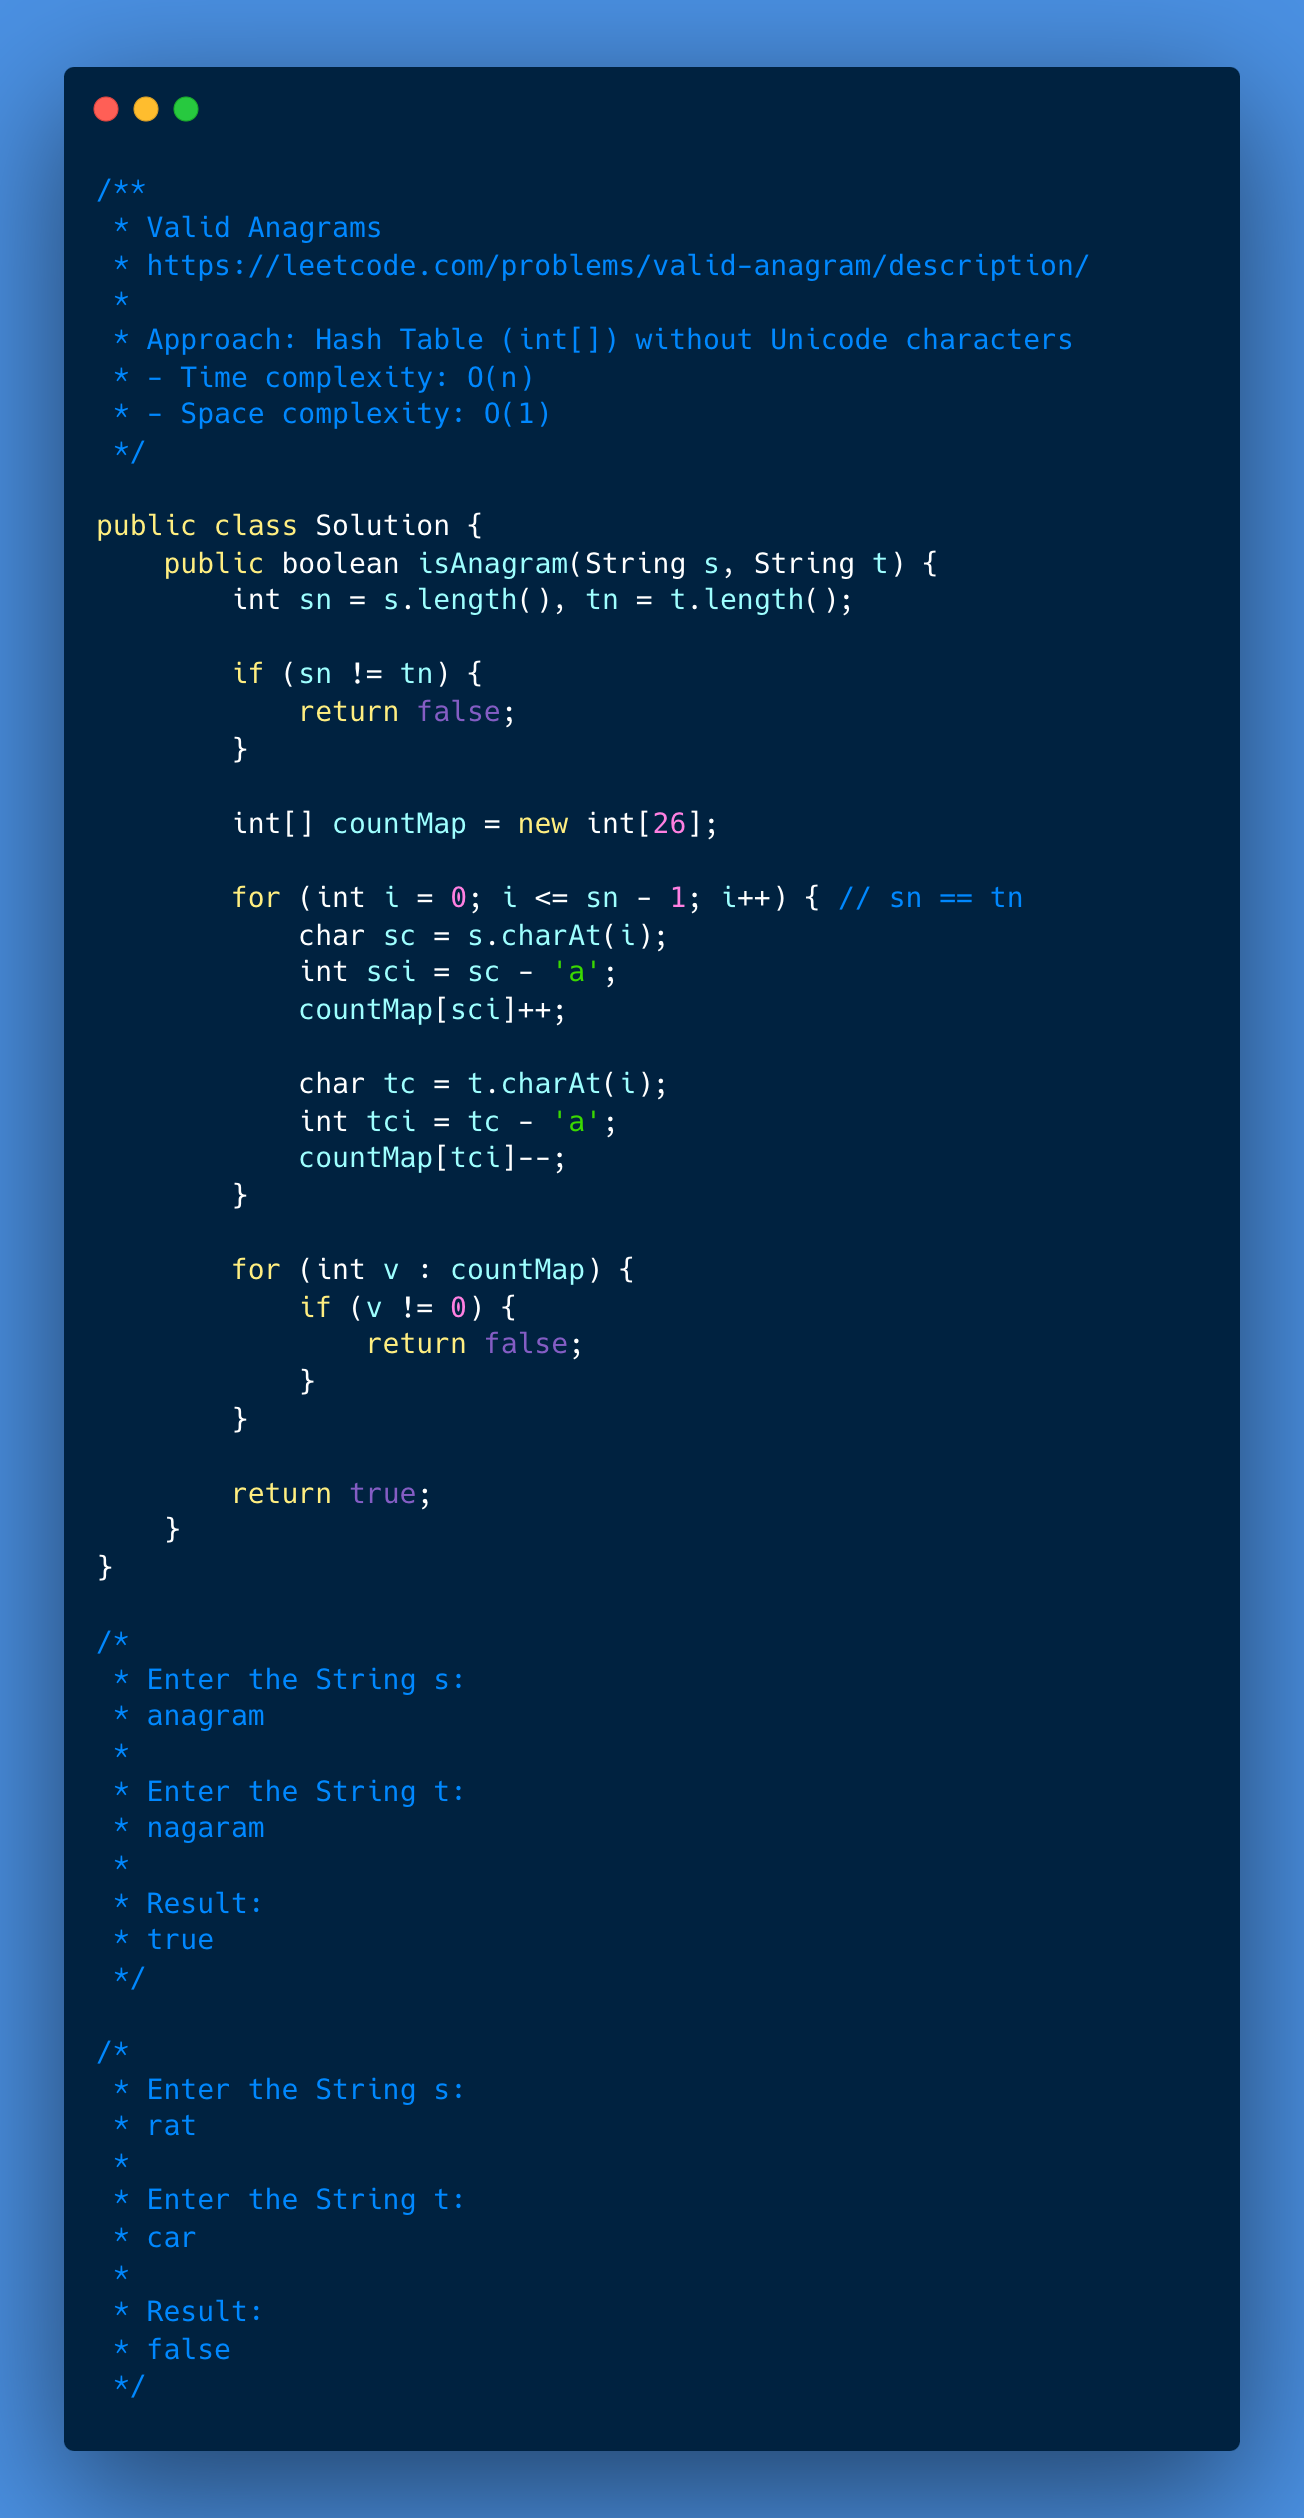 /**
 * Valid Anagrams
 * https://leetcode.com/problems/valid-anagram/description/
 *
 * Approach: Hash Table (int[]) without Unicode characters
 * - Time complexity: O(n)
 * - Space complexity: O(1)
 */

public class Solution {
    public boolean isAnagram(String s, String t) {
        int sn = s.length(), tn = t.length();

        if (sn != tn) {
            return false;
        }

        int[] countMap = new int[26];

        for (int i = 0; i <= sn - 1; i++) { // sn == tn
            char sc = s.charAt(i);
            int sci = sc - 'a';
            countMap[sci]++;

            char tc = t.charAt(i);
            int tci = tc - 'a';
            countMap[tci]--;
        }

        for (int v : countMap) {
            if (v != 0) {
                return false;
            }
        }

        return true;
    }
}

/*
 * Enter the String s:
 * anagram
 *
 * Enter the String t:
 * nagaram
 *
 * Result:
 * true
 */

/*
 * Enter the String s:
 * rat
 *
 * Enter the String t:
 * car
 *
 * Result:
 * false
 */